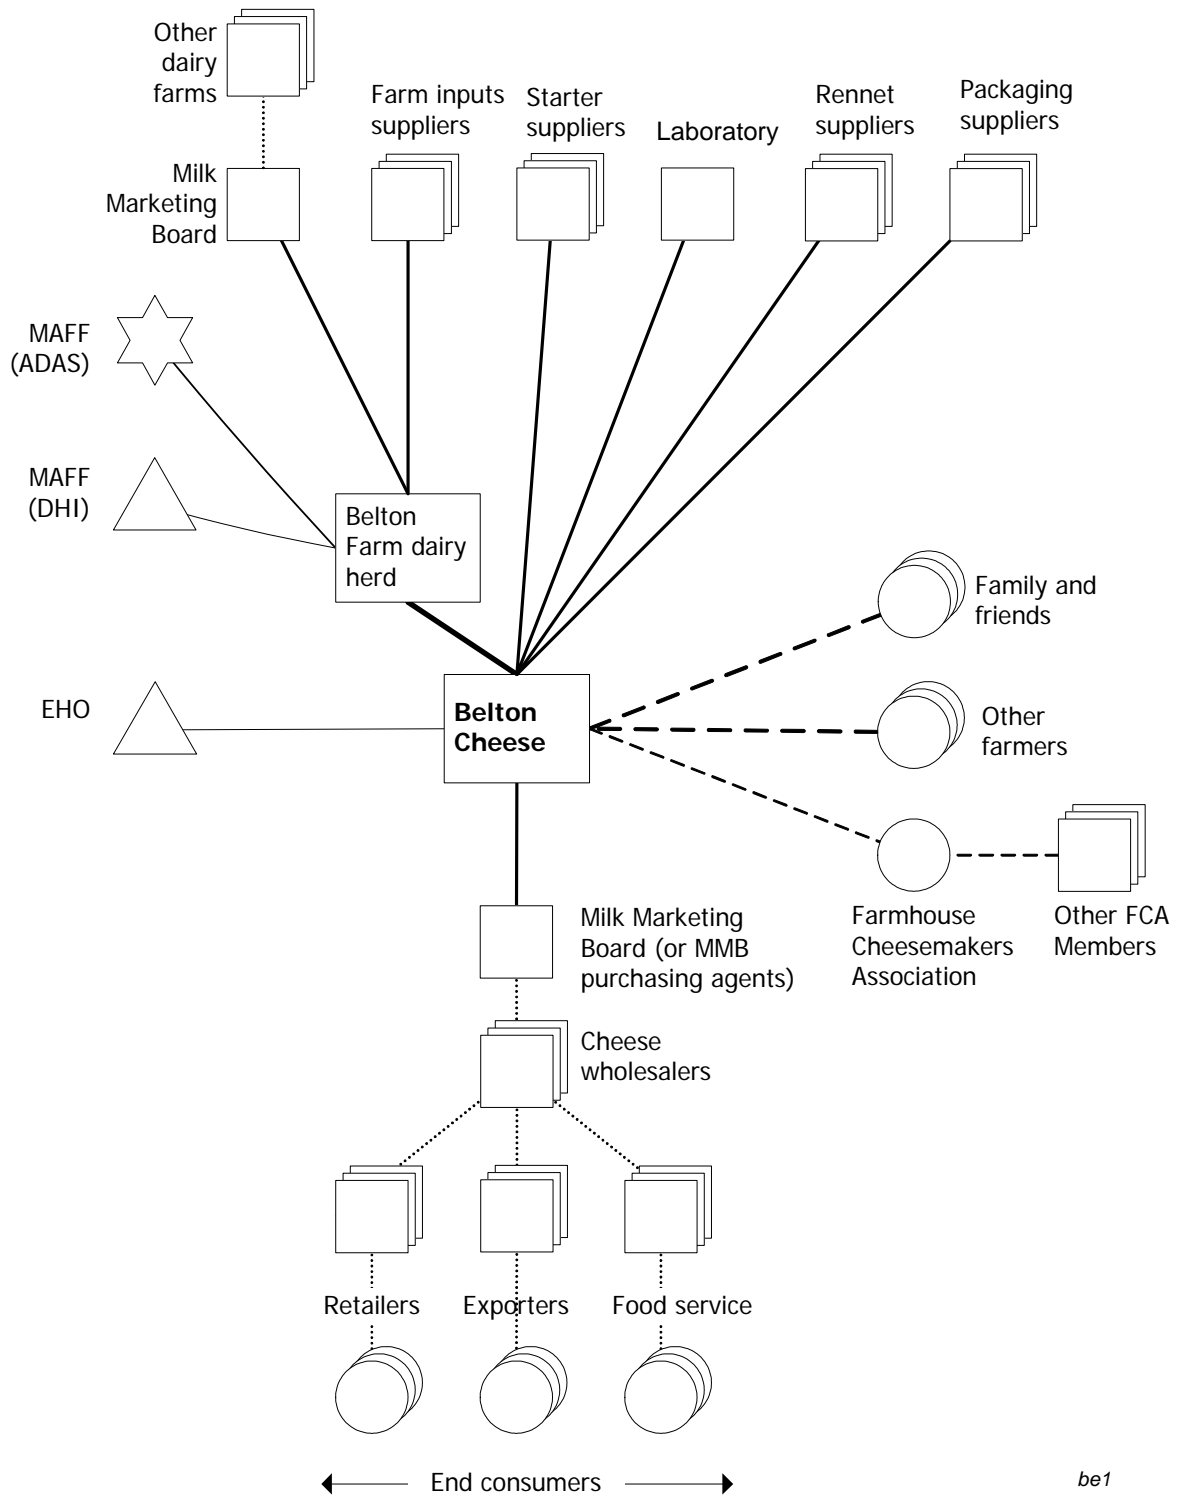 Other
dairy
farms
Farm inputs
suppliers
Starter
suppliers
Laboratory
Rennet
suppliers
Packaging
suppliers
Milk
Marketing
Board
MAFF
(ADAS)
MAFF
(DHI)
Belton
Farm dairy
herd
Family and
friends
EHO
Belton
Cheese
Other
farmers
Farmhouse
Cheesemakers
Association
Other FCA
Members
Milk Marketing
Board (or MMB
purchasing agents)
Cheese
wholesalers
Retailers
Exporters
Food service
End consumers
be1